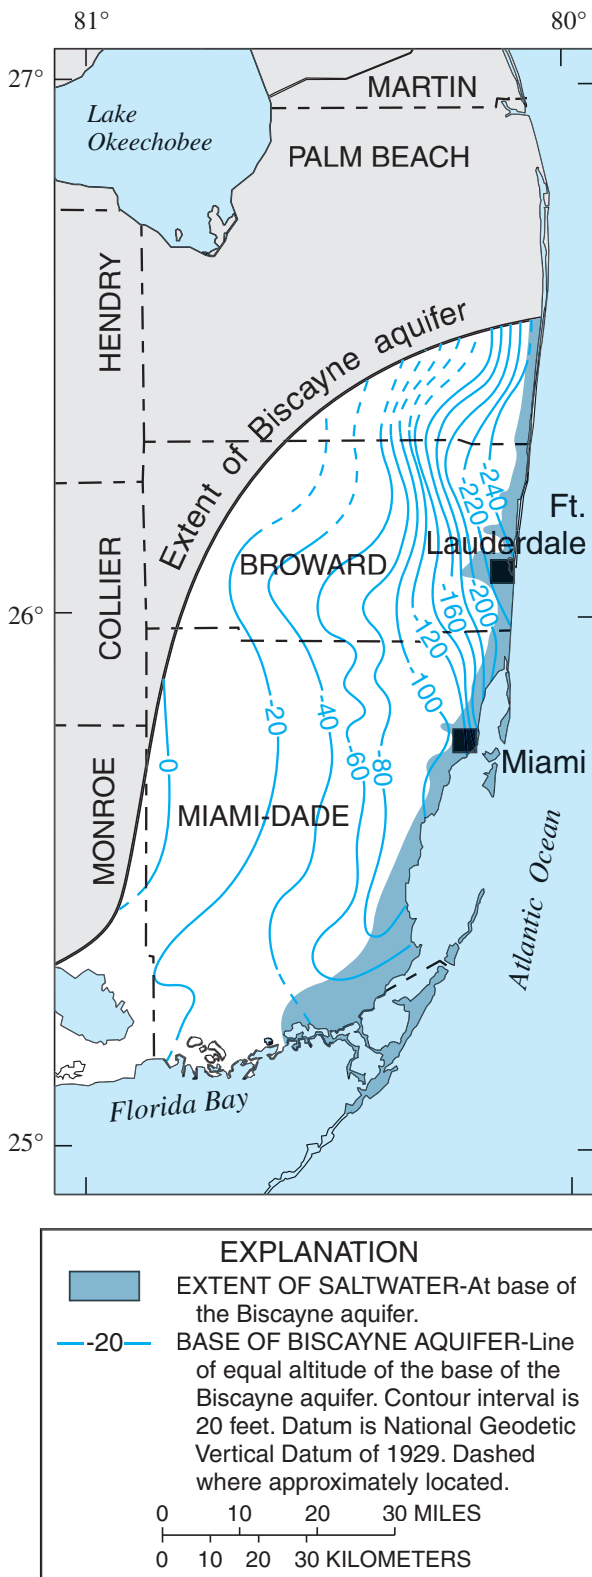 81°
80°
27°
MARTIN
Lake
Okeechobee
PALM BEACH
HENDRY
Extent of Biscayne aquifer
-240
-220
Ft.
Lauderdale
COLLIER
BROWARD
26°
-200
-160
-120
-100
-20
-40
-60
-80
0
Miami
MONROE
MIAMI-DADE
Atlantic Ocean
Florida Bay
25°
EXPLANATION
EXTENT OF SALTWATER-At base of
the Biscayne aquifer.
-20
BASE OF BISCAYNE AQUIFER-Line
of equal altitude of the base of the
Biscayne aquifer. Contour interval is
20 feet. Datum is National Geodetic
Vertical Datum of 1929. Dashed
where approximately located.
0 10 20 30 MILES
0 10 20 30 KILOMETERS